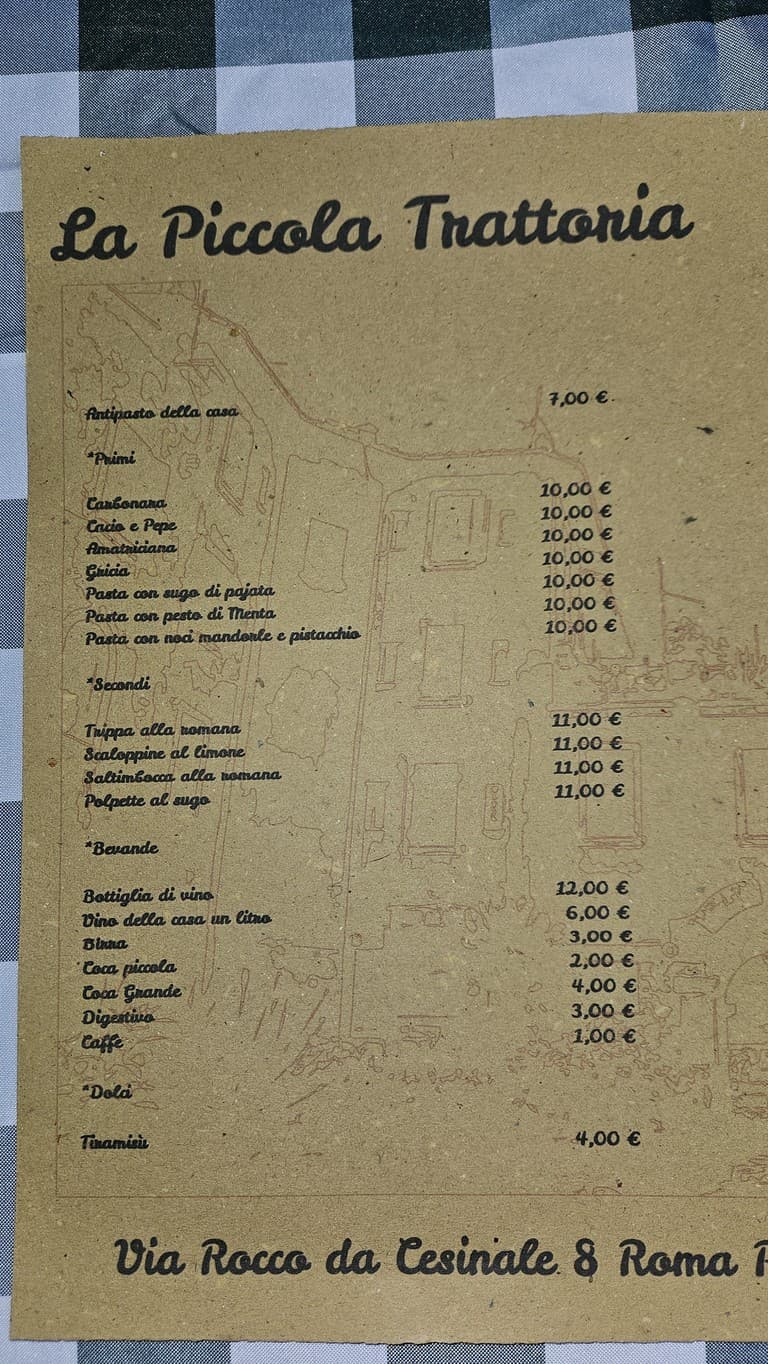 La Piccola Trattoria
Antipasto della casa 7,00 €
*Primi
Carbonara 10,00 €
Cacio e Pepe 10,00 €
Amatriciana 10,00 €
Gricia 10,00 €
Pasta con sugo di pajata 10,00 €
Pasta con pesto di Menta 10,00 €
Pasta con noci mandorle e pistacchio 10,00 €
*Secondi
Trippa alla romana 11,00 €
Scaloppine al limone 11,00 €
Saltimbocca alla romana 11,00 €
Polpette al sugo 11,00 €
*Bevande
Bottiglia di vino 12,00 €
Vino della casa un litro 6,00 €
Birra 3,00 €
Coca piccola 2,00 €
Coca Grande 4,00 €
Digestivo 3,00 €
Caffe 1,00 €
*Dolci
Tiramisù 4,00 €
Via Rocco da Cesinale 8 Roma